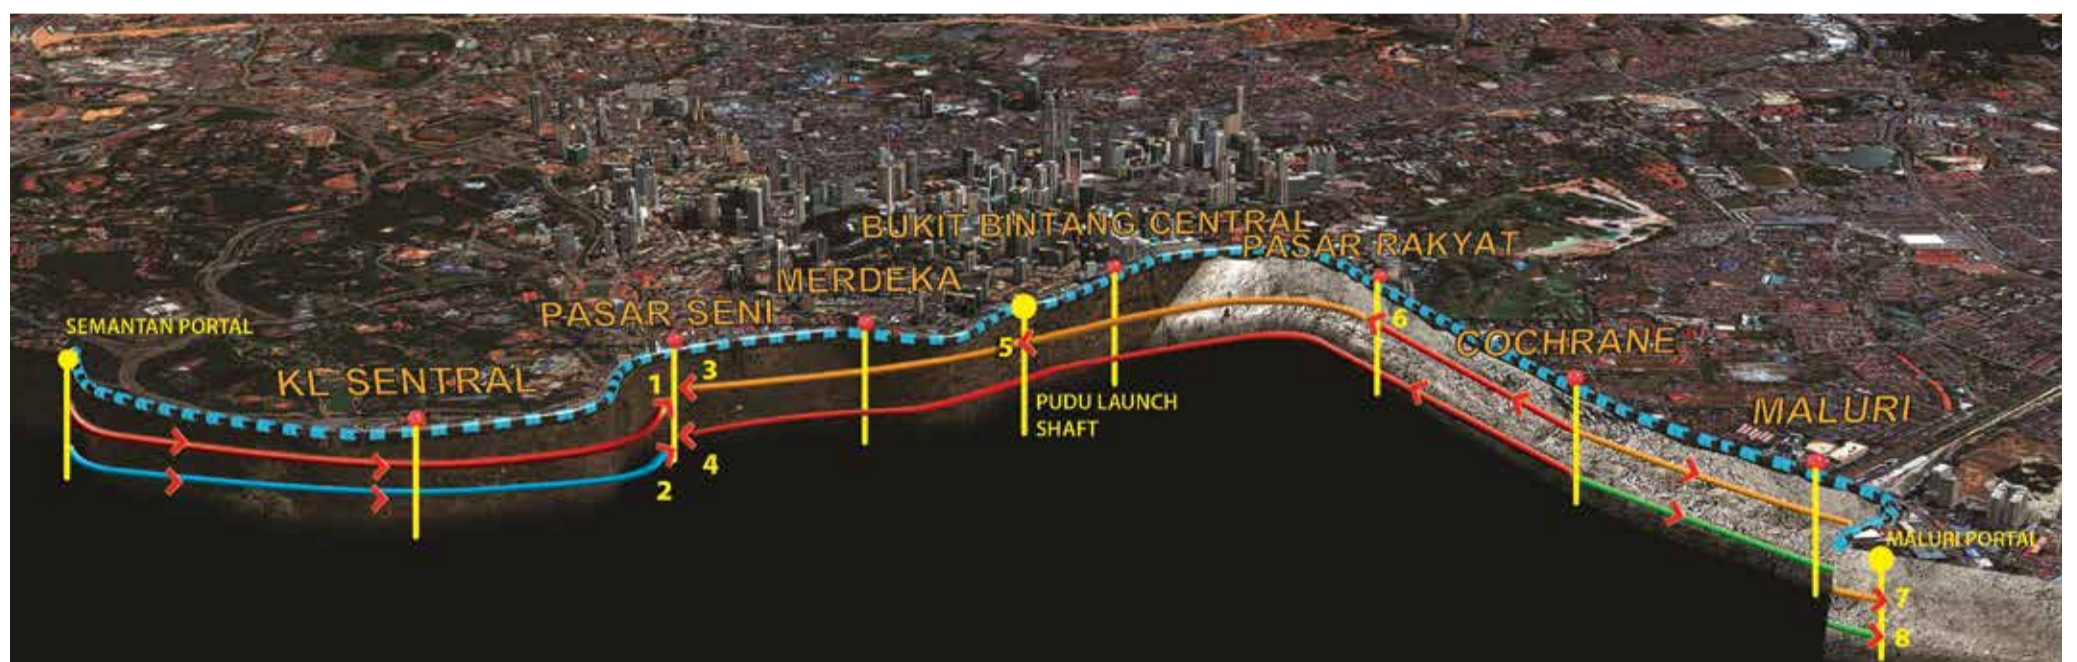 BUKIT BINTANG CENTRAL
PASAR RAKYAT
MERDEKA
PASAR SENI
SEMANTAN PORTAL
KL SENTRAL
COCHRANE
MALURI
PUDU LAUNCH
SHAFT
MALURI PORTAL
1
3
5
6
4
2
7
8